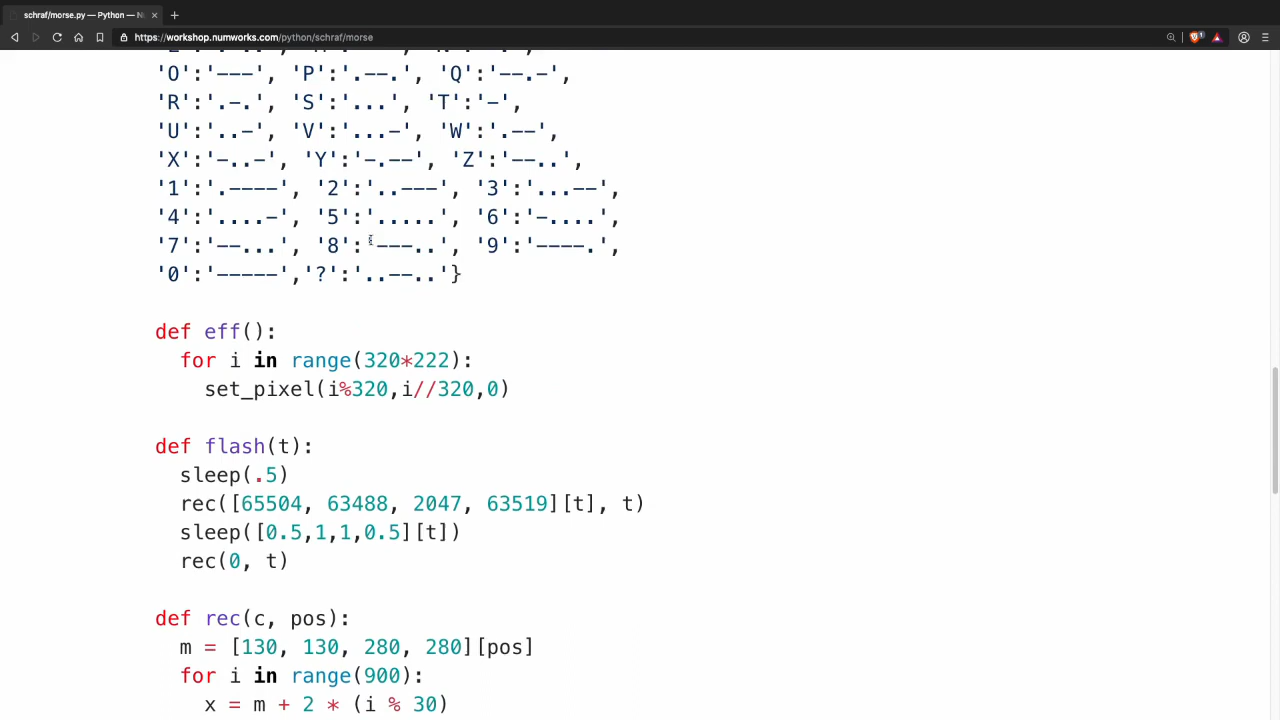 schraf/morse.py — Python — N
https://workshop.numworks.com/python/schraf/morse
'O':'---', 'P':'.--.', 'Q':'--.-',
'R':'.-.', 'S':'...', 'T':'-',
'U':'..-', 'V':'...-', 'W':'.--',
'X':'-..-', 'Y':'-.--', 'Z':'--..',
'1':'.----', '2':'..---', '3':'...--',
'4':'....-', '5':'.....', '6':'-....',
'7':'--...', '8':'---..', '9':'----.',
'0':'-----','?':'..--..'}
def eff():
  for i in range(320*222):
    set_pixel(i%320,i//320,0)
def flash(t):
  sleep(.5)
  rec([65504, 63488, 2047, 63519][t], t)
  sleep([0.5,1,1,0.5][t])
  rec(0, t)
def rec(c, pos):
  m = [130, 130, 280, 280][pos]
  for i in range(900):
    x = m + 2 * (i % 30)